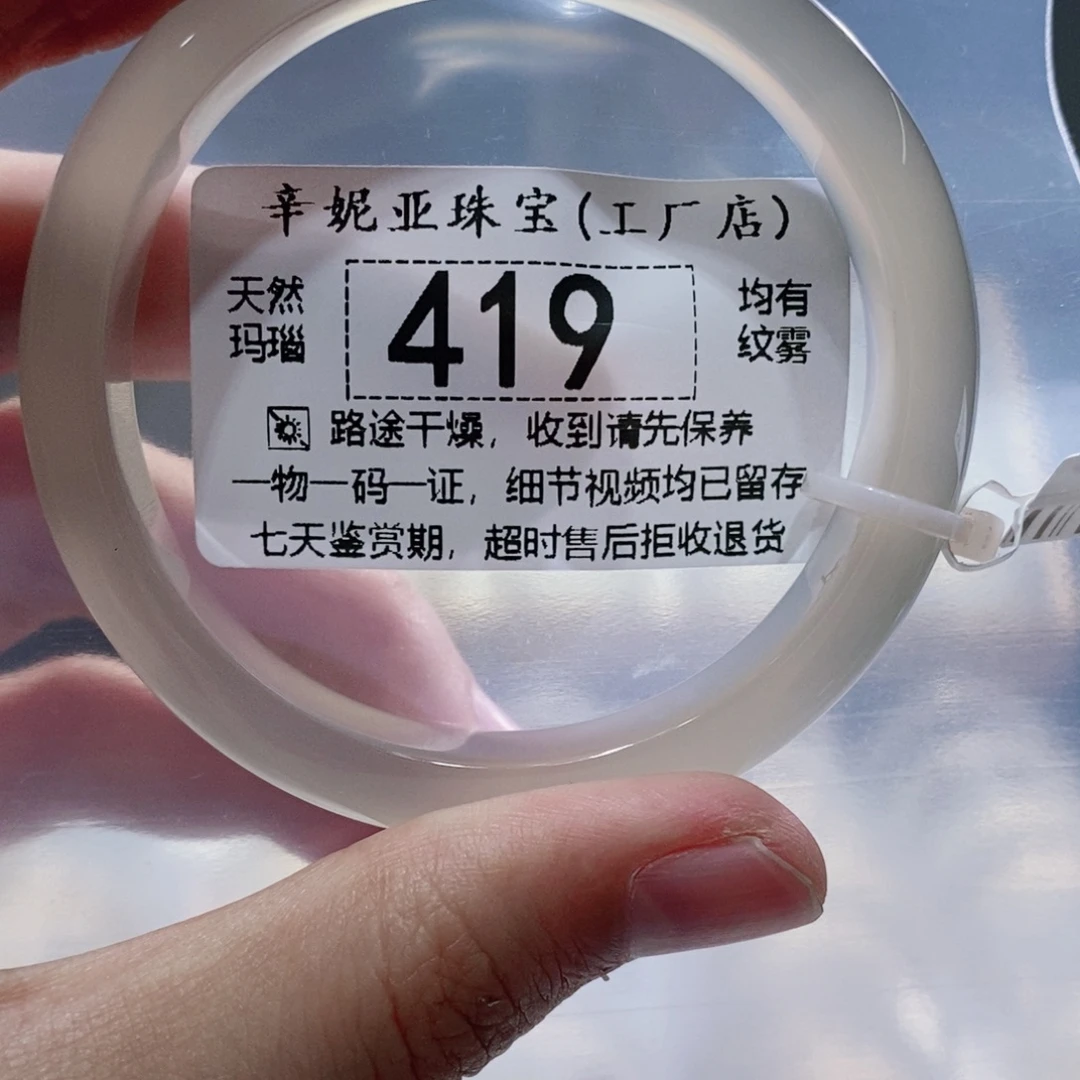 辛妮亚珠宝(工厂店)
天然
玛瑙
419
均有
纹雾
路途干燥，收到请先保养
一物一码一证，细节视频均已留存
七天鉴赏期，超时售后拒收退货